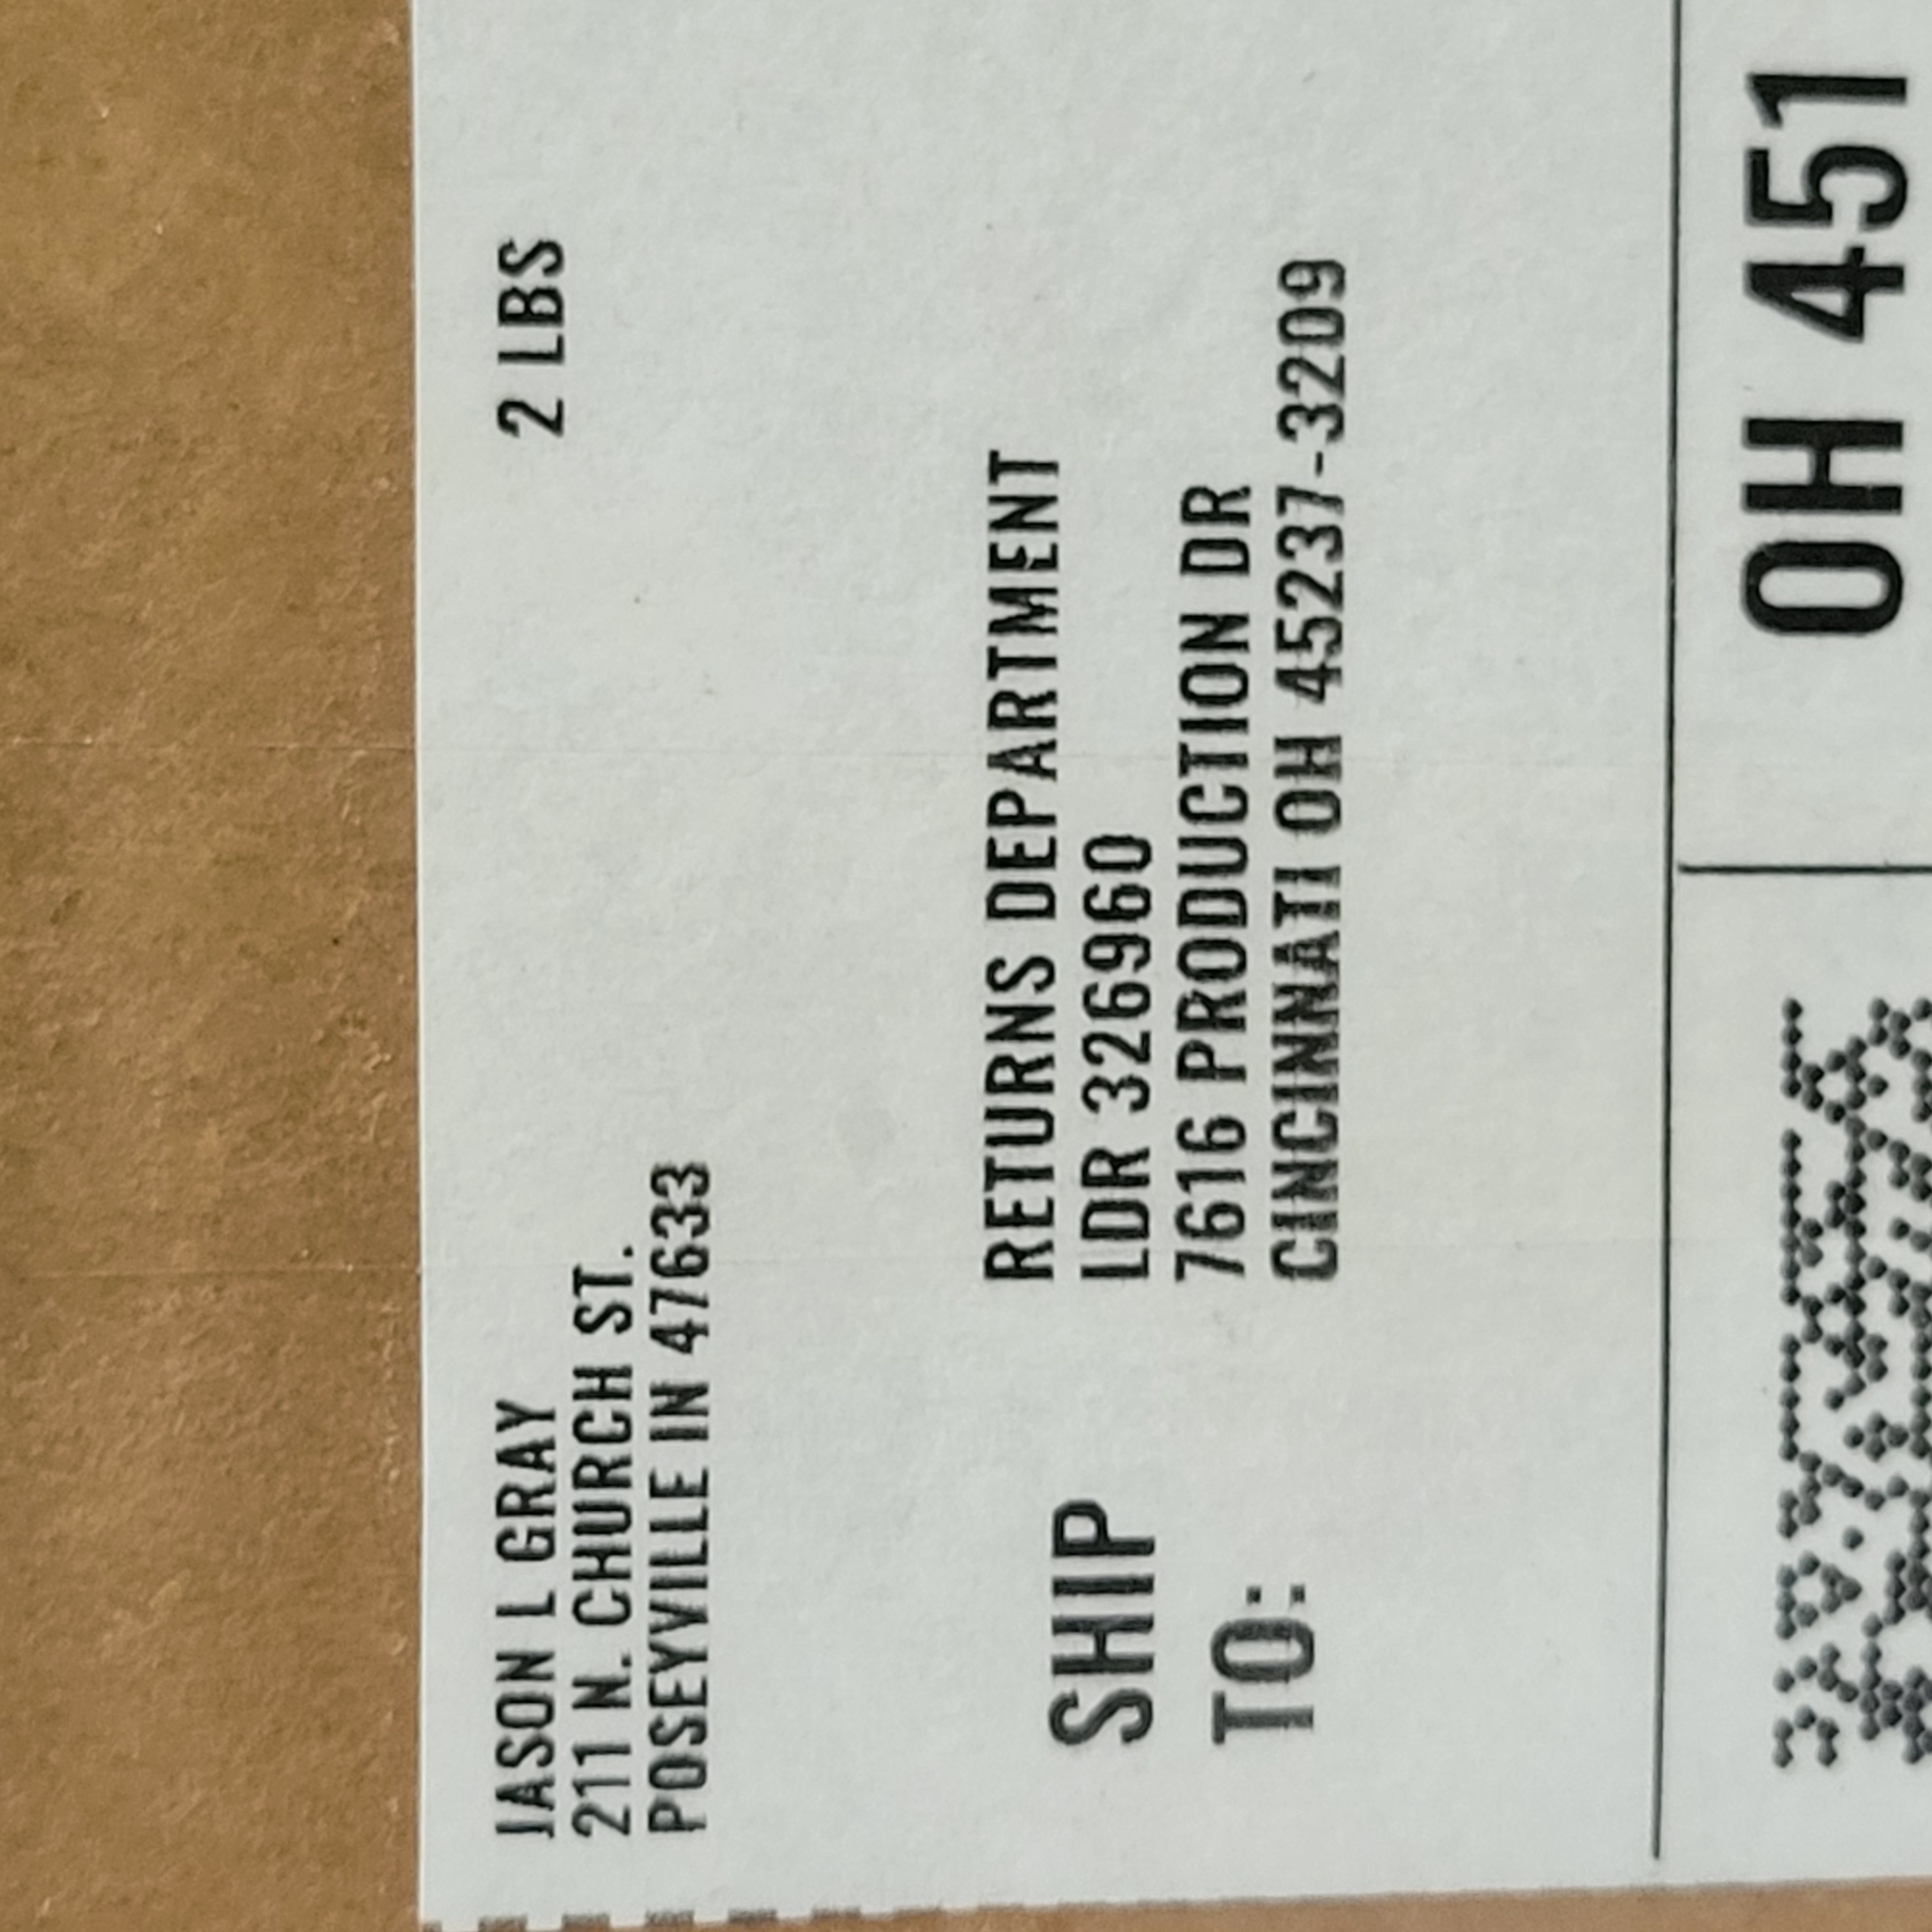 JASON L GRAY
211 N. CHURCH ST.
POSEYVILLE IN 47633
2 LBS
SHIP
TO:
RETURNS DEPARTMENT
LDR 326960
7616 PRODUCTION DR
CINCINNATI OH 45237-3209
OH 451